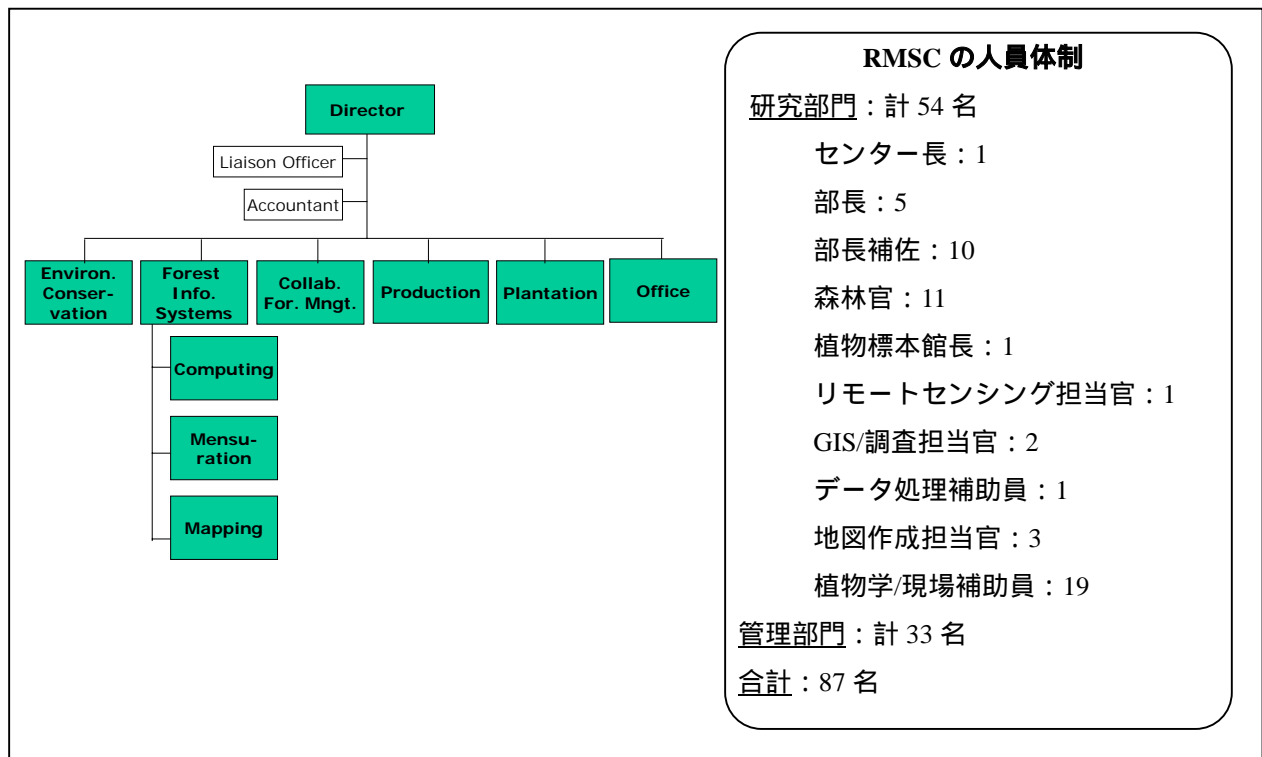 Director
Liaison Officer
Accountant
Environ.
Conser-
vation
Forest
Info.
Systems
Collab.
For. Mngt.
Production
Plantation
Office
Computing
Mensu-
ration
Mapping
RMSC の人員体制
研究部門：計 54 名
センター長：1
部長：5
部長補佐：10
森林官：11
植物標本館長：1
リモートセンシング担当官：1
GIS/調査担当官：2
データ処理補助員：1
地図作成担当官：3
植物学/現場補助員：19
管理部門：計 33 名
合計：87 名